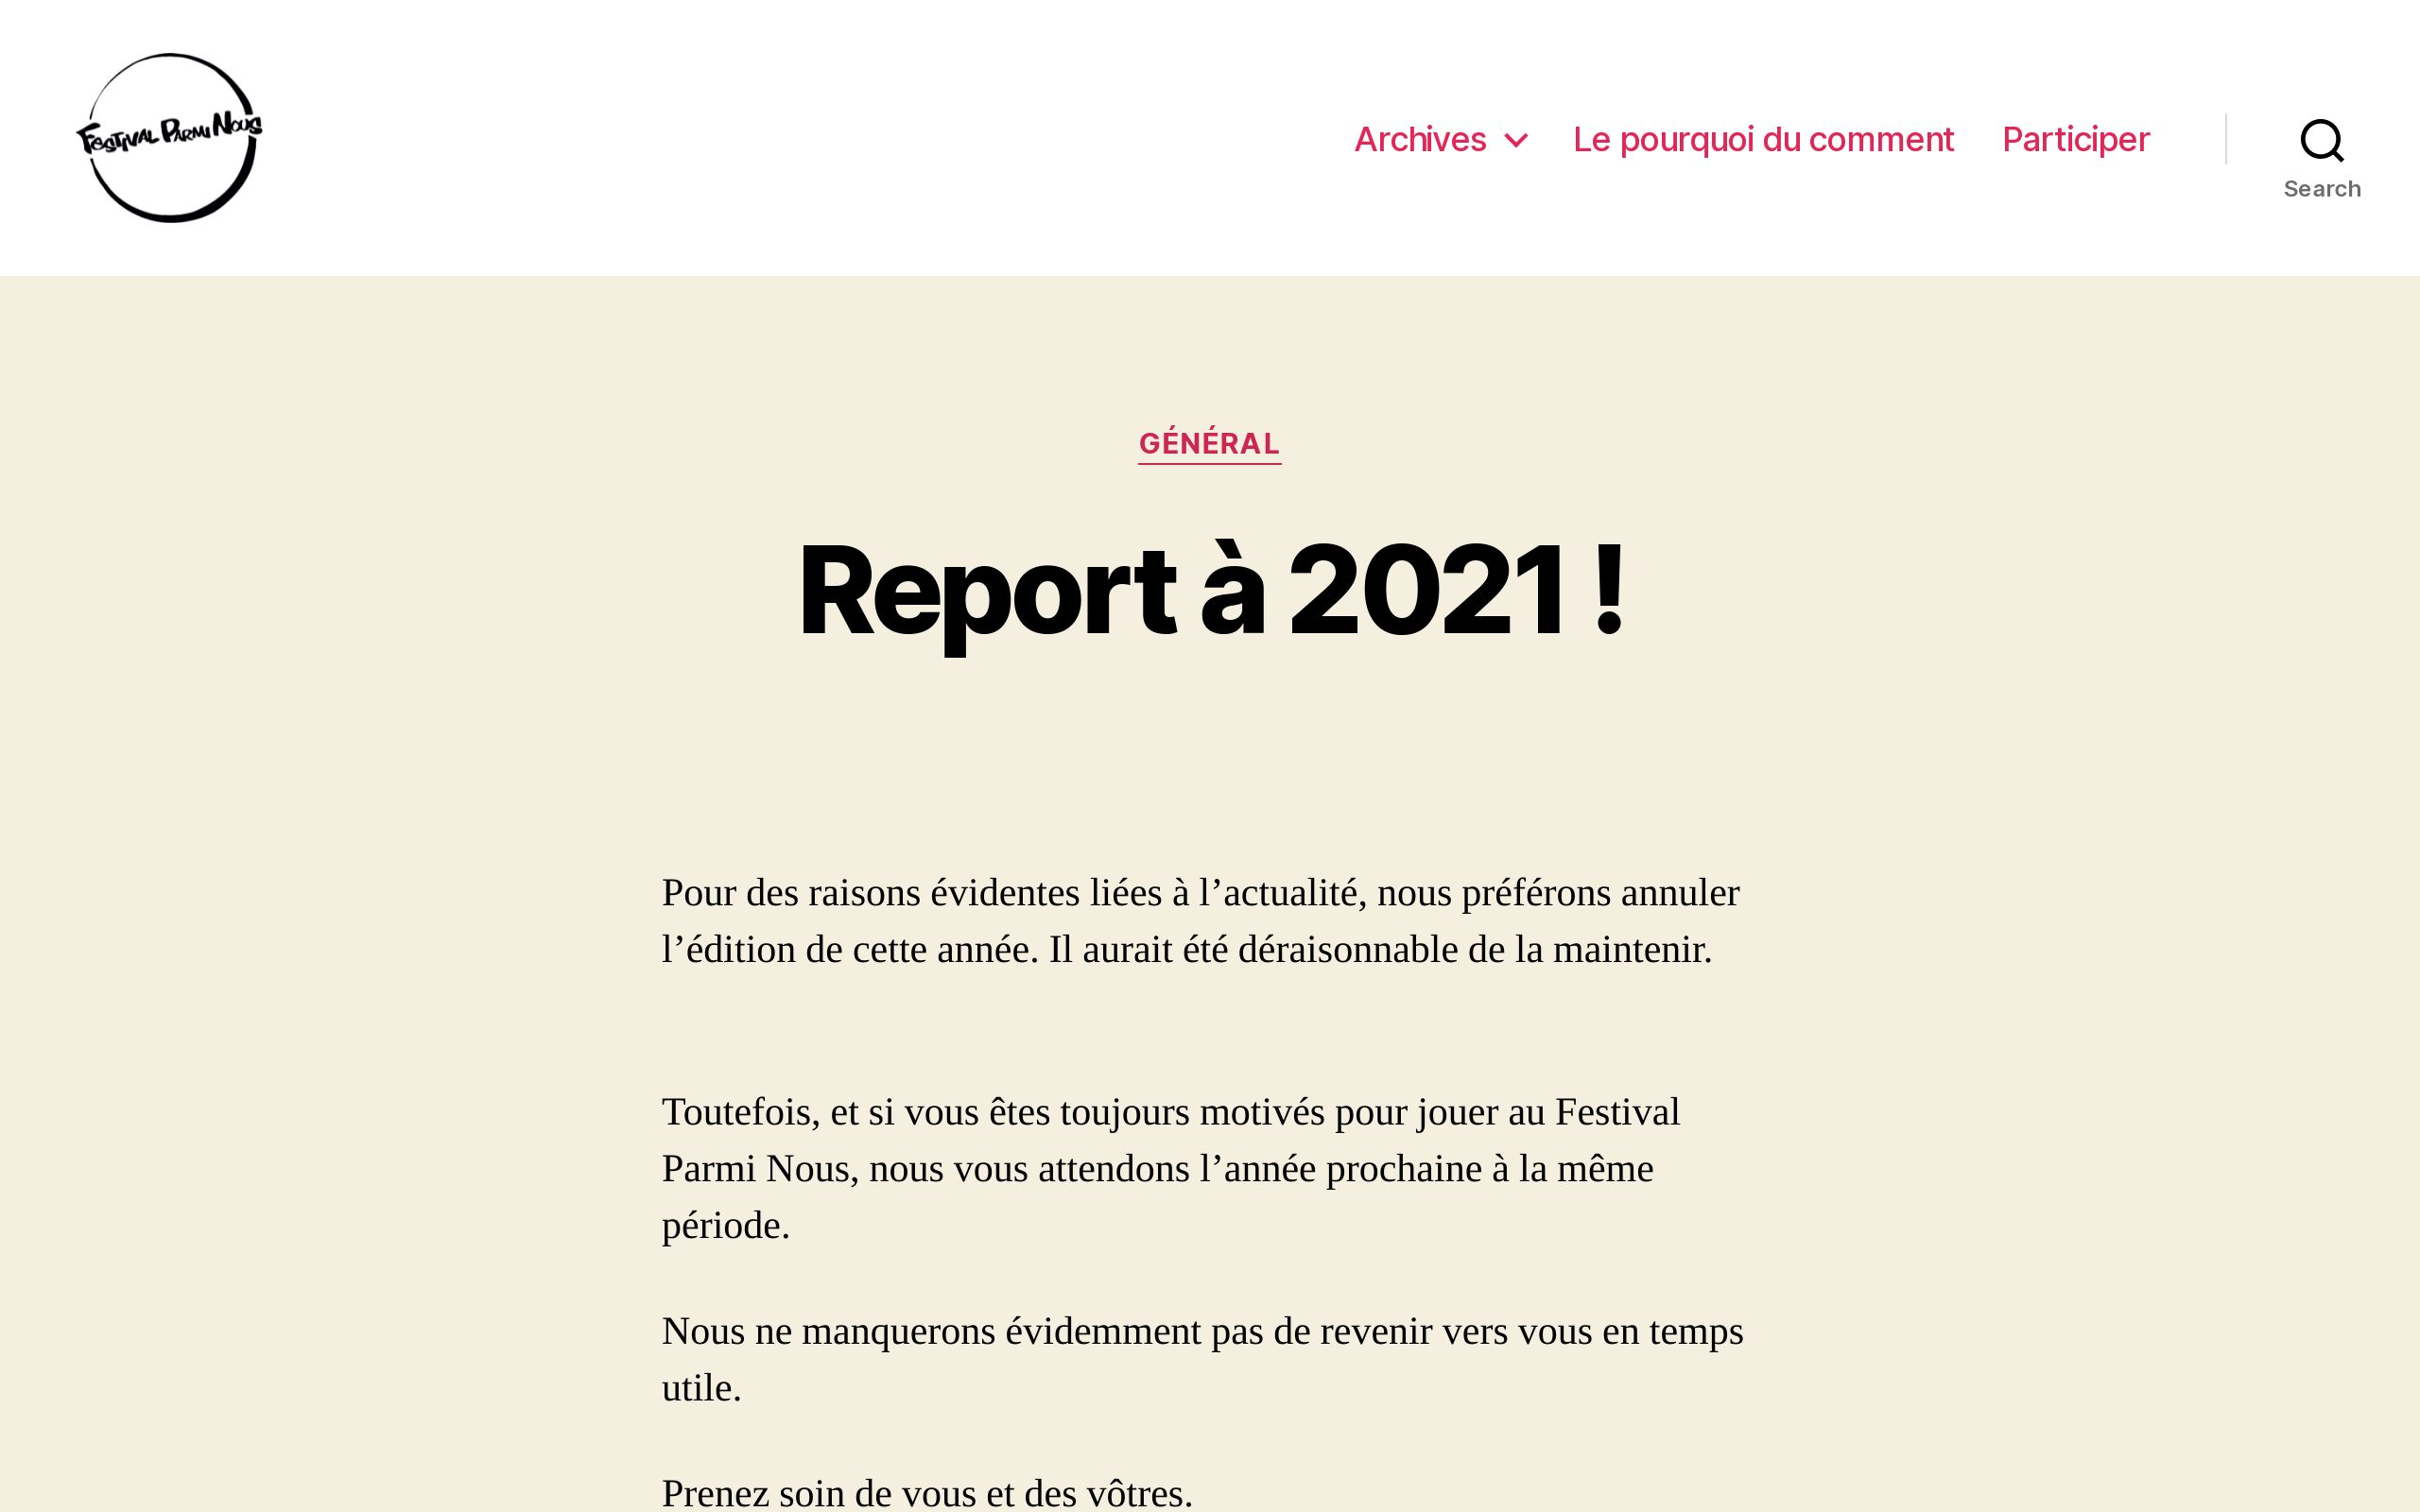 Festival Parmi Nous
Archives
Le pourquoi du comment
Participer
Search
GÉNÉRAL
Report à 2021 !
Pour des raisons évidentes liées à l’actualité, nous préférons annuler
l’édition de cette année. Il aurait été déraisonnable de la maintenir.
Toutefois, et si vous êtes toujours motivés pour jouer au Festival
Parmi Nous, nous vous attendons l’année prochaine à la même
période.
Nous ne manquerons évidemment pas de revenir vers vous en temps
utile.
Prenez soin de vous et des vôtres.